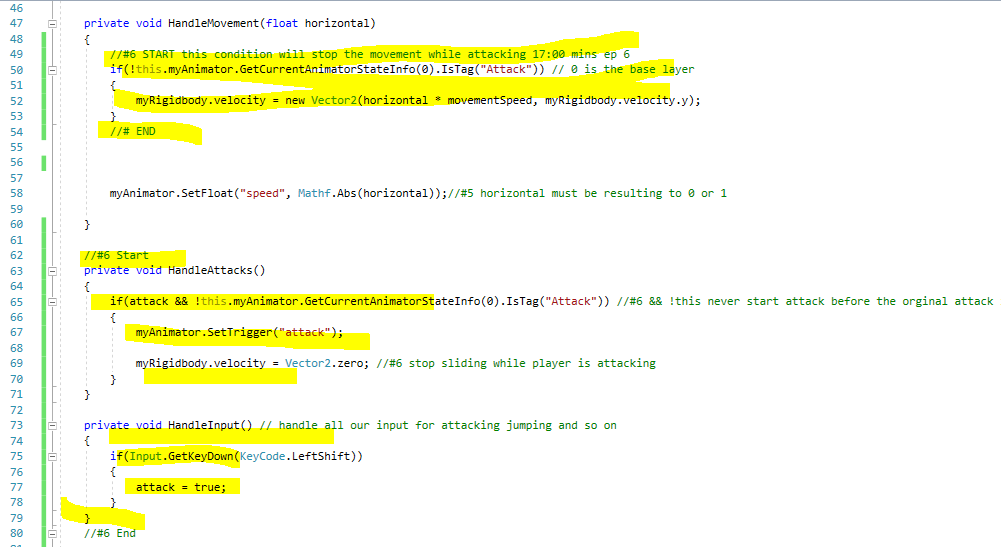 46
47 private void HandleMovement(float horizontal)
48 {
49 //#6 START this condition will stop the movement while attacking 17:00 mins ep 6
50 if(!this.myAnimator.GetCurrentAnimatorStateInfo(0).IsTag("Attack")) // 0 is the base layer
51 {
52 myRigidbody.velocity = new Vector2(horizontal * movementSpeed, myRigidbody.velocity.y);
53 }
54 //# END
55
56
57
58 myAnimator.SetFloat("speed", Mathf.Abs(horizontal));//#5 horizontal must be resulting to 0 or 1
59
60 }
61
62 //#6 Start
63 private void HandleAttacks()
64 {
65 if(attack && !this.myAnimator.GetCurrentAnimatorStateInfo(0).IsTag("Attack")) //#6 && !this never start attack before the orginal attack
66 {
67 myAnimator.SetTrigger("attack");
68
69 myRigidbody.velocity = Vector2.zero; //#6 stop sliding while player is attacking
70 }
71 }
72
73 private void HandleInput() // handle all our input for attacking jumping and so on
74 {
75 if(Input.GetKeyDown(KeyCode.LeftShift))
76 {
77 attack = true;
78 }
79 }
80 //#6 End